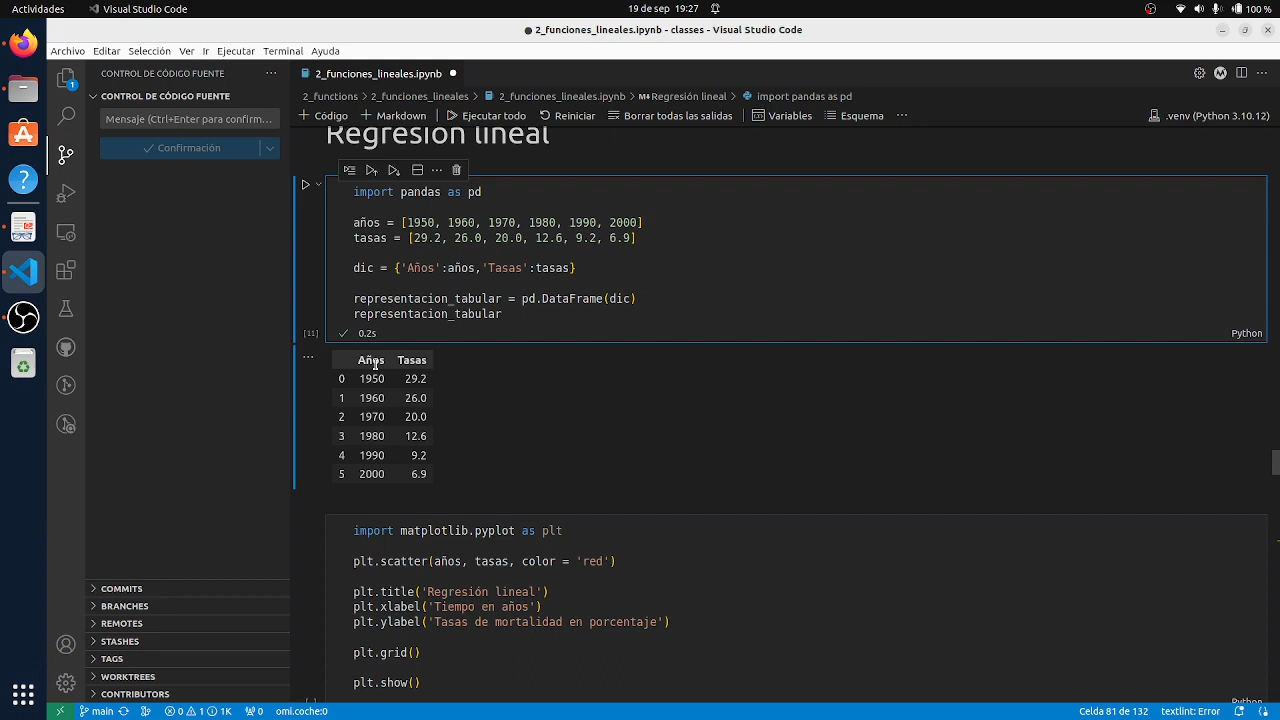 Actividades
Visual Studio Code
19 de sep 19:27
100 %
2_funciones_lineales.ipynb - classes - Visual Studio Code
Archivo Editar Selección Ver Ir Ejecutar Terminal Ayuda
CONTROL DE CÓDIGO FUENTE
2_funciones_lineales.ipynb
CONTROL DE CÓDIGO FUENTE
2_functions > 2_funciones_lineales > 2_funciones_lineales.ipynb > Regresión lineal > import pandas as pd
Mensaje (Ctrl+Enter para confirm...
Código Markdown Ejecutar todo Reiniciar Borrar todas las salidas Variables Esquema
.venv (Python 3.10.12)
Confirmación
Regresión lineal
import pandas as pd
años = [1950, 1960, 1970, 1980, 1990, 2000]
tasas = [29.2, 26.0, 20.0, 12.6, 9.2, 6.9]
dic = {'Años':años,'Tasas':tasas}
representacion_tabular = pd.DataFrame(dic)
representacion_tabular
[11] 0.2s
Python
Años Tasas
0 1950 29.2
1 1960 26.0
2 1970 20.0
3 1980 12.6
4 1990 9.2
5 2000 6.9
import matplotlib.pyplot as plt
plt.scatter(años, tasas, color = 'red')
plt.title('Regresión lineal')
plt.xlabel('Tiempo en años')
plt.ylabel('Tasas de mortalidad en porcentaje')
plt.grid()
plt.show()
Python
COMMITS
BRANCHES
REMOTES
STASHES
TAGS
WORKTREES
CONTRIBUTORS
main 0 1 1K 0 omi.coche:0
Celda 81 de 132 textlint: Error